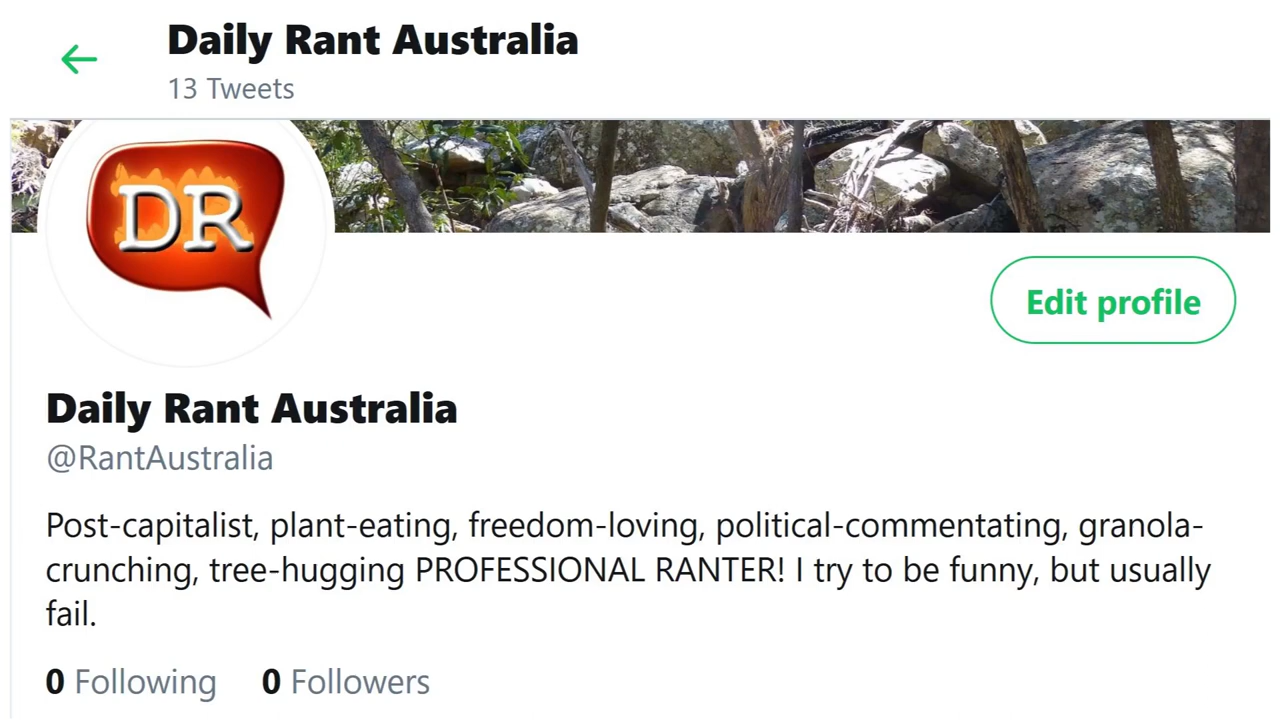 Daily Rant Australia
13 Tweets
DR
Edit profile
Daily Rant Australia
@RantAustralia
Post-capitalist, plant-eating, freedom-loving, political-commentating, granola-
crunching, tree-hugging PROFESSIONAL RANTER! I try to be funny, but usually
fail.
0 Following 0 Followers